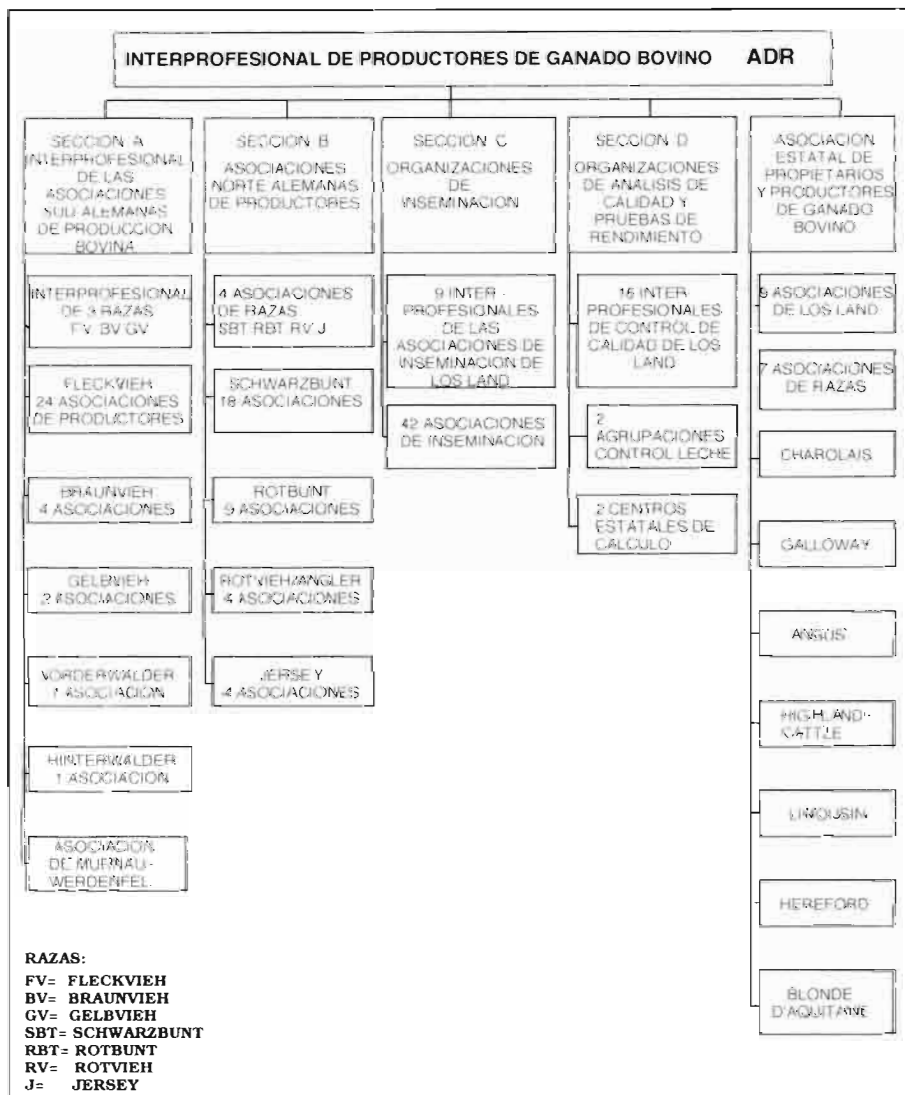 INTERPROFESIONAL DE PRODUCTORES DE GANADO BOVINO ADR
SECCION A
INTERPROFESIONAL
DE LAS
ASOCIACIONES
SUD-ALEMANAS
DE PRODUCCION
BOVINA
INTERPROFESIONAL
DE 3 RAZAS
FV BV GV
FLECKVIEH
24 ASOCIACIONES
DE PRODUCTORES
BRAUNVIEH
4 ASOCIACIONES
GELBVIEH
2 ASOCIACIONES
VORDERWALDER
1 ASOCIACION
HINTERWALDER
1 ASOCIACION
ASOCIACION
DE MURNAU-
WERDENFEL.
SECCION B
ASOCIACIONES
NORTE ALEMANAS
DE PRODUCTORES
4 ASOCIACIONES
DE RAZAS
SBT RBT RV J
SCHWARZBUNT
18 ASOCIACIONES
ROTBUNT
9 ASOCIACIONES
ROTVIEH/ANGLER
4 ASOCIACIONES
JERSEY
4 ASOCIACIONES
SECCION C
ORGANIZACIONES
DE
INSEMINACION
9 INTER-
PROFESIONALES
DE LAS
ASOCIACIONES DE
INSEMINACION DE
LOS LAND
42 ASOCIACIONES
DE INSEMINACION
SECCION D
ORGANIZACIONES
DE ANALISIS DE
CALIDAD Y
PRUEBAS DE
RENDIMIENTO
15 INTER
PROFESIONALES
DE CONTROL DE
CALIDAD DE LOS
LAND
2
AGRUPACIONES
CONTROL LECHE
2 CENTROS
ESTATALES DE
CALCULO
ASOCIACION
ESTATAL DE
PROPIETARIOS
Y PRODUCTORES
DE GANADO
BOVINO
ASOCIACIONES
DE LOS LAND
7 ASOCIACIONES
DE RAZAS
CHAROLAIS
GALLOWAY
ANGUS
HIGHLAND-
CATTLE
LIMOUSIN
HEREFORD
BLONDE
D'AQUITAINE
RAZAS:
FV= FLECKVIEH
BV= BRAUNVIEH
GV= GELBVIEH
SBT= SCHWARZBUNT
RBT= ROTBUNT
RV= ROTVIEH
J= JERSEY